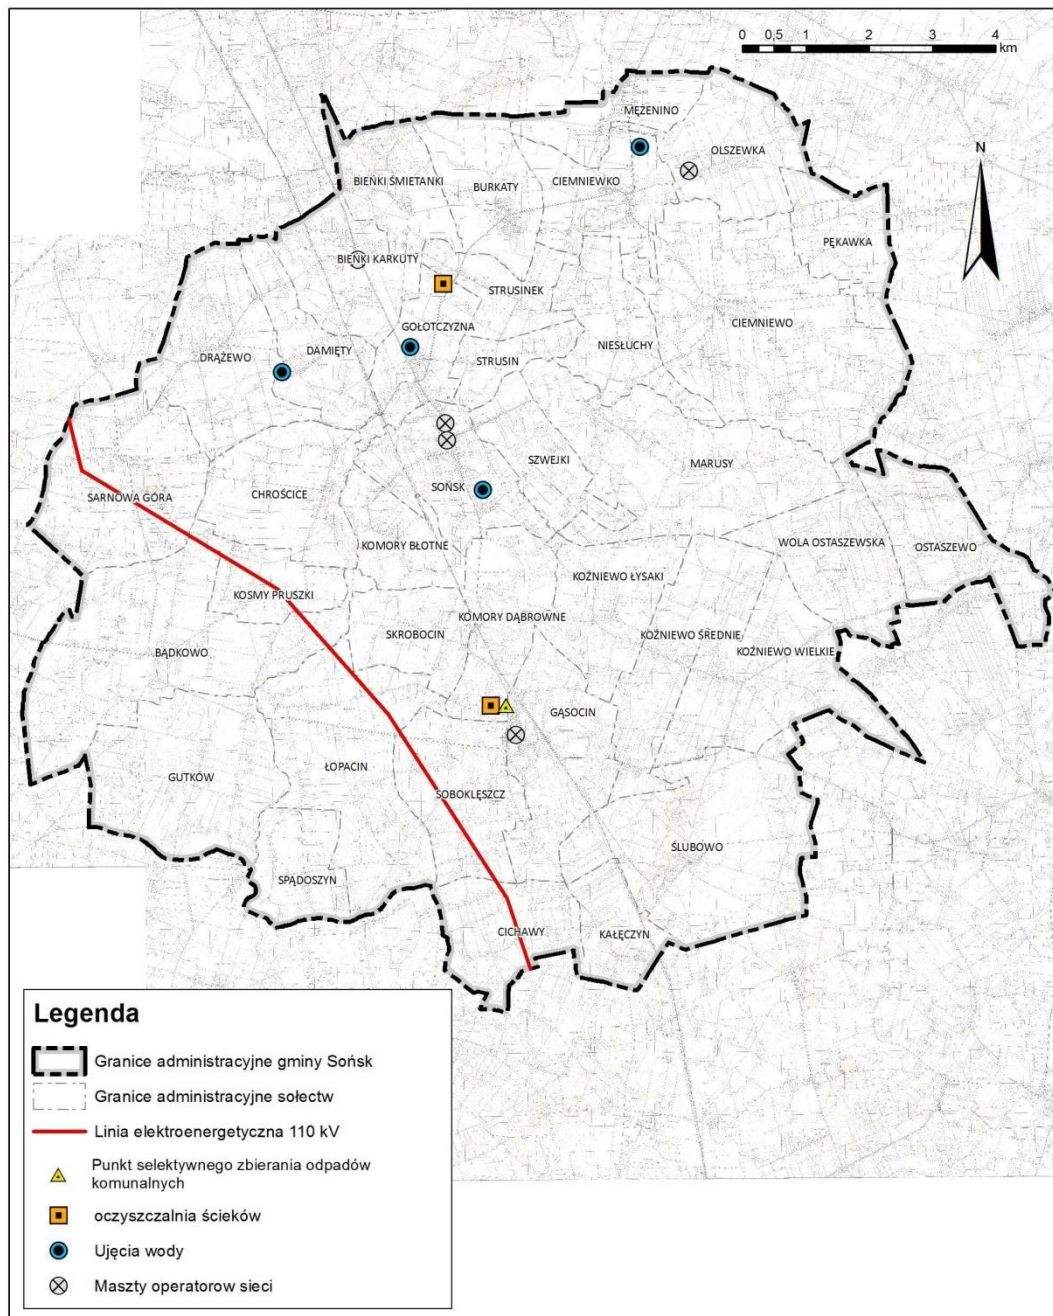 0 0,5 1 2 3 4
km
MĘŻENINO
OLSZEWKA
N
BIEŃKI ŚMIETANKI
BURKATY
CIEMNIEWKO
PĘKAWKA
BIEŃKI KARKUTY
STRUSINEK
CIEMNIEWO
GOŁOTCZYZNA
NIESŁUCHY
DRĄŻEWO
DAMIĘTY
STRUSIN
SZWEJKI
MARUSY
SOŃSK
SARNOWA GÓRA
CHROŚCICE
WOLA OSTASZEWSKA
OSTASZEWO
KOMORY BŁOTNE
KOŹNIEWO ŁYSAKI
KOSMY PRUSZKI
KOMORY DĄBROWNE
SKROBOCIN
KOŹNIEWO ŚREDNIE
KOŹNIEWO WIELKIE
BĄDKOWO
GĄSOCIN
ŁOPACIN
GUTKÓW
SOBOKLĘSZCZ
ŚLUBOWO
SPĄDOSZYN
CICHAWY
KAŁĘCZYN
Legenda
Granice administracyjne gminy Sońsk
Granice administracyjne sołectw
Linia elektroenergetyczna 110 kV
Punkt selektywnego zbierania odpadów
komunalnych
oczyszczalnia ścieków
Ujęcia wody
Maszty operatorow sieci